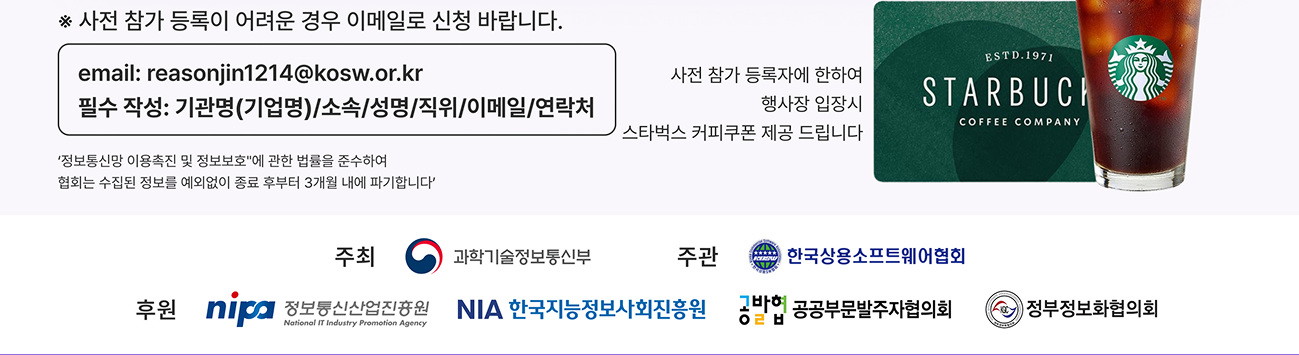 ※ 사전 참가 등록이 어려운 경우 이메일로 신청 바랍니다.
email: reasonjin1214@kosw.or.kr
필수 작성: 기관명(기업명)/소속/성명/직위/이메일/연락처
‘정보통신망 이용촉진 및 정보보호"에 관한 법률을 준수하여
협회는 수집된 정보를 예외없이 종료 후부터 3개월 내에 파기합니다’
사전 참가 등록자에 한하여
행사장 입장시
스타벅스 커피쿠폰 제공 드립니다
ESTD.1971
STARBUCK
COFFEE COMPANY
주최 과학기술정보통신부 주관 한국상용소프트웨어협회
후원 nipa 정보통신산업진흥원 NIA 한국지능정보사회진흥원 공발협 공공부문발주자협의회 정부정보화협의회
National IT Industry Promotion Agency